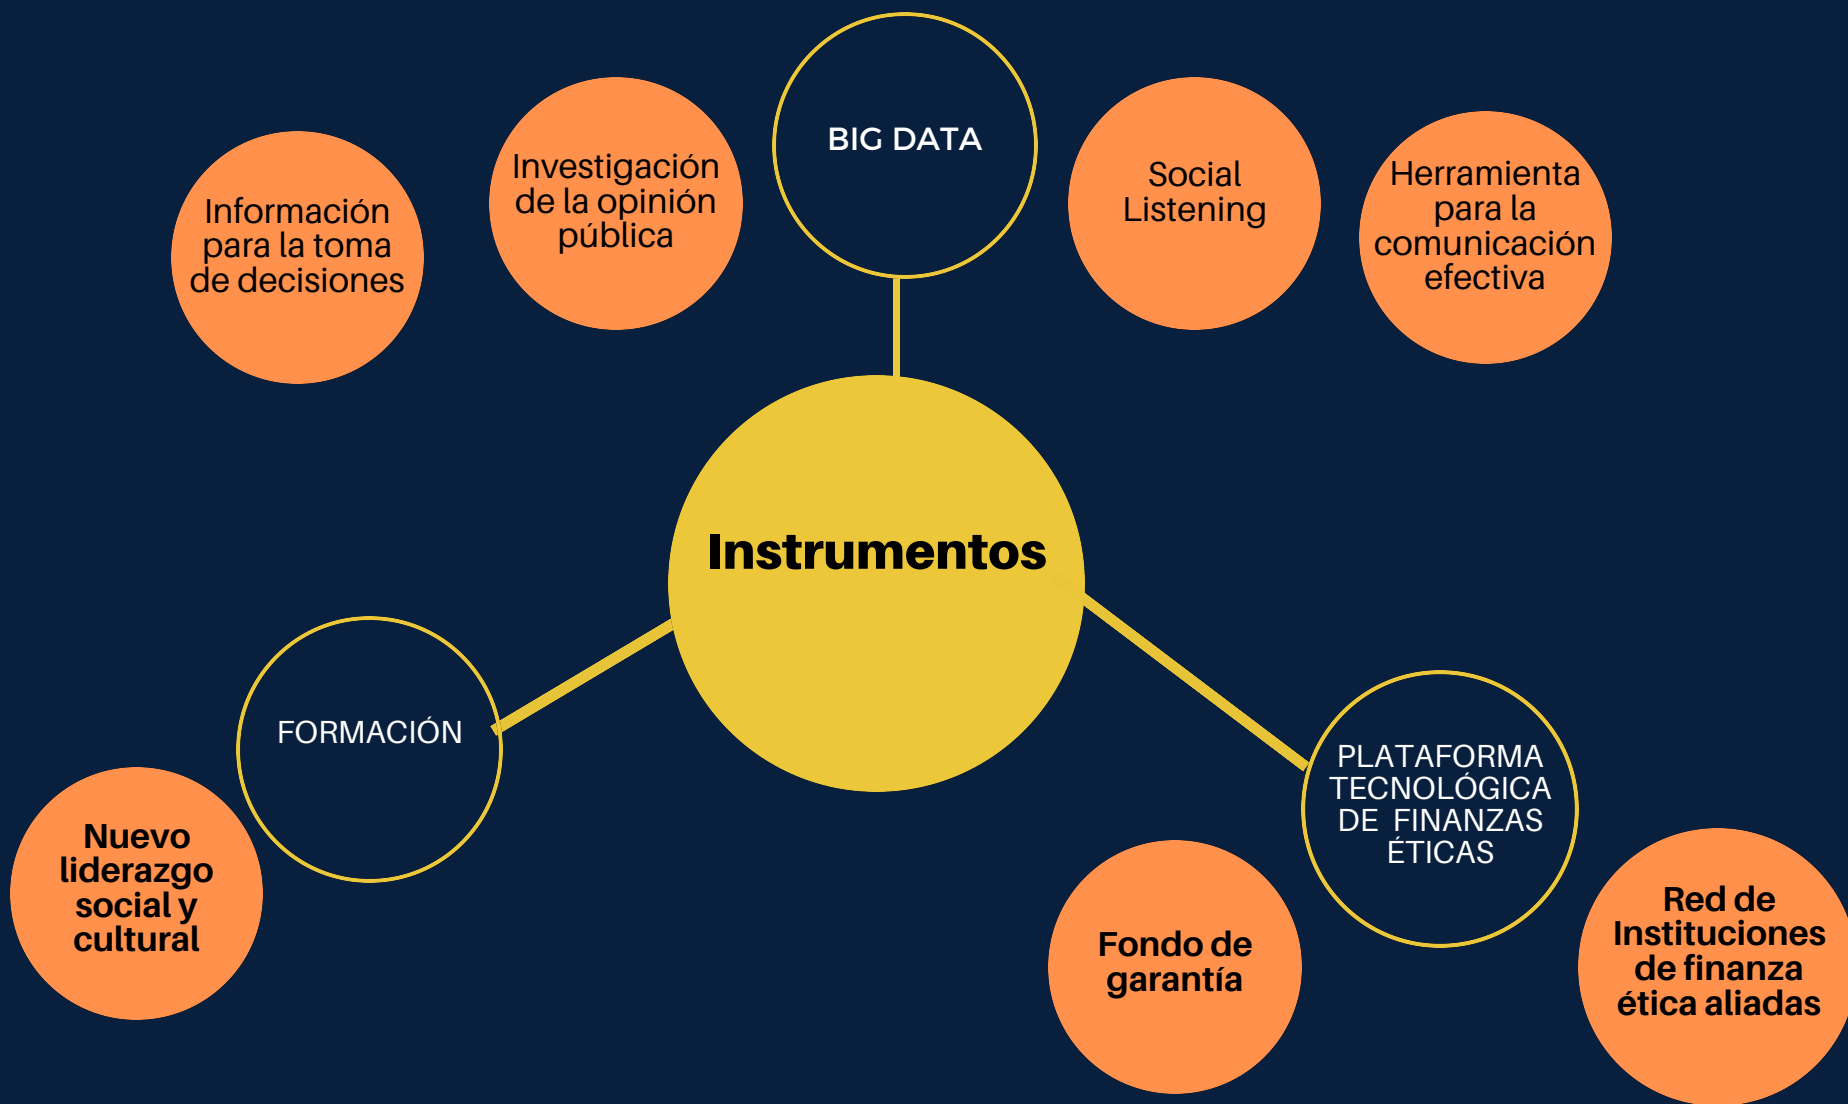 BIG DATA
Información
para la toma
de decisiones
Investigación
de la opinión
pública
Social
Listening
Herramienta
para la
comunicación
efectiva
Instrumentos
FORMACIÓN
Nuevo
liderazgo
social y
cultural
PLATAFORMA
TECNOLÓGICA
DE FINANZAS
ÉTICAS
Fondo de
garantía
Red de
Instituciones
de finanza
ética aliadas